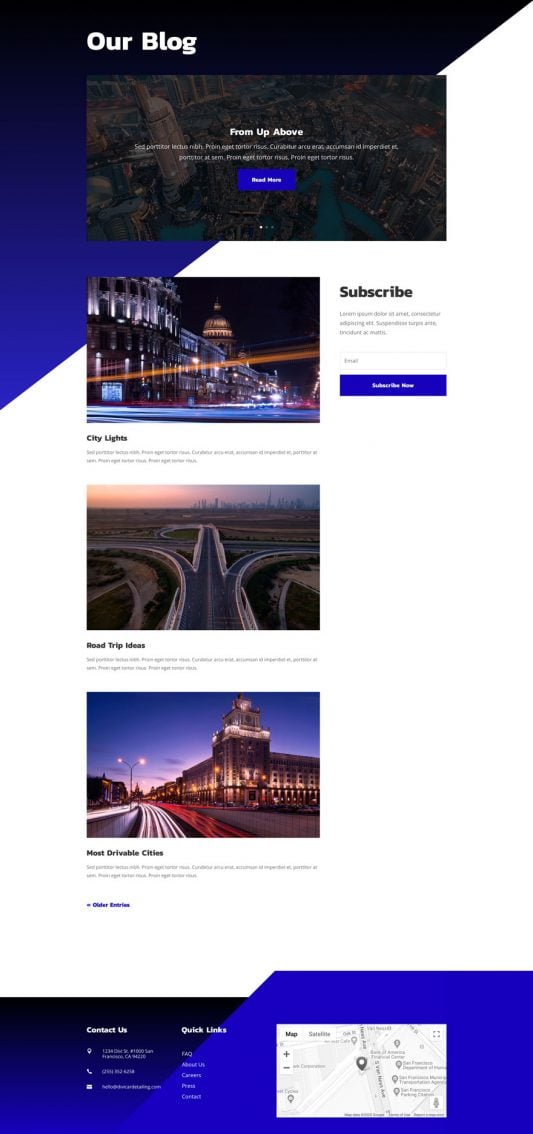 Our Blog
From Up Above
Sed porttitor lectus nibh. Proin eget tortor risus. Curabitur arcu erat, accumsan id imperdiet et,
porttitor at sem. Proin eget tortor risus. Proin eget tortor risus.
Read More
City Lights
Sed porttitor lectus nibh. Proin eget tortor risus. Curabitur arcu erat, accumsan id imperdiet et, porttitor at
sem. Proin eget tortor risus. Proin eget tortor risus.
Road Trip Ideas
Sed porttitor lectus nibh. Proin eget tortor risus. Curabitur arcu erat, accumsan id imperdiet et, porttitor at
sem. Proin eget tortor risus. Proin eget tortor risus.
Most Drivable Cities
Sed porttitor lectus nibh. Proin eget tortor risus. Curabitur arcu erat, accumsan id imperdiet et, porttitor at
sem. Proin eget tortor risus. Proin eget tortor risus.
« Older Entries
Subscribe
Lorem ipsum dolor sit amet, consectetur
adipiscing elit. Suspendisse turpis ante,
tincidunt ac mattis.
Email
Subscribe Now
Contact Us
1234 Divi St. #1000 San
Francisco, CA 94220
(255) 352-6258
hello@divicardetailing.com
Quick Links
FAQ
About Us
Careers
Press
Contact
Map
Satellite
Bank of America
Financial Center
San Francisco
Department of
San Francisco
Transportation Agency
San Francisco
Parking Citation
Corporation
Cycles
Terms of Use
Report a map error